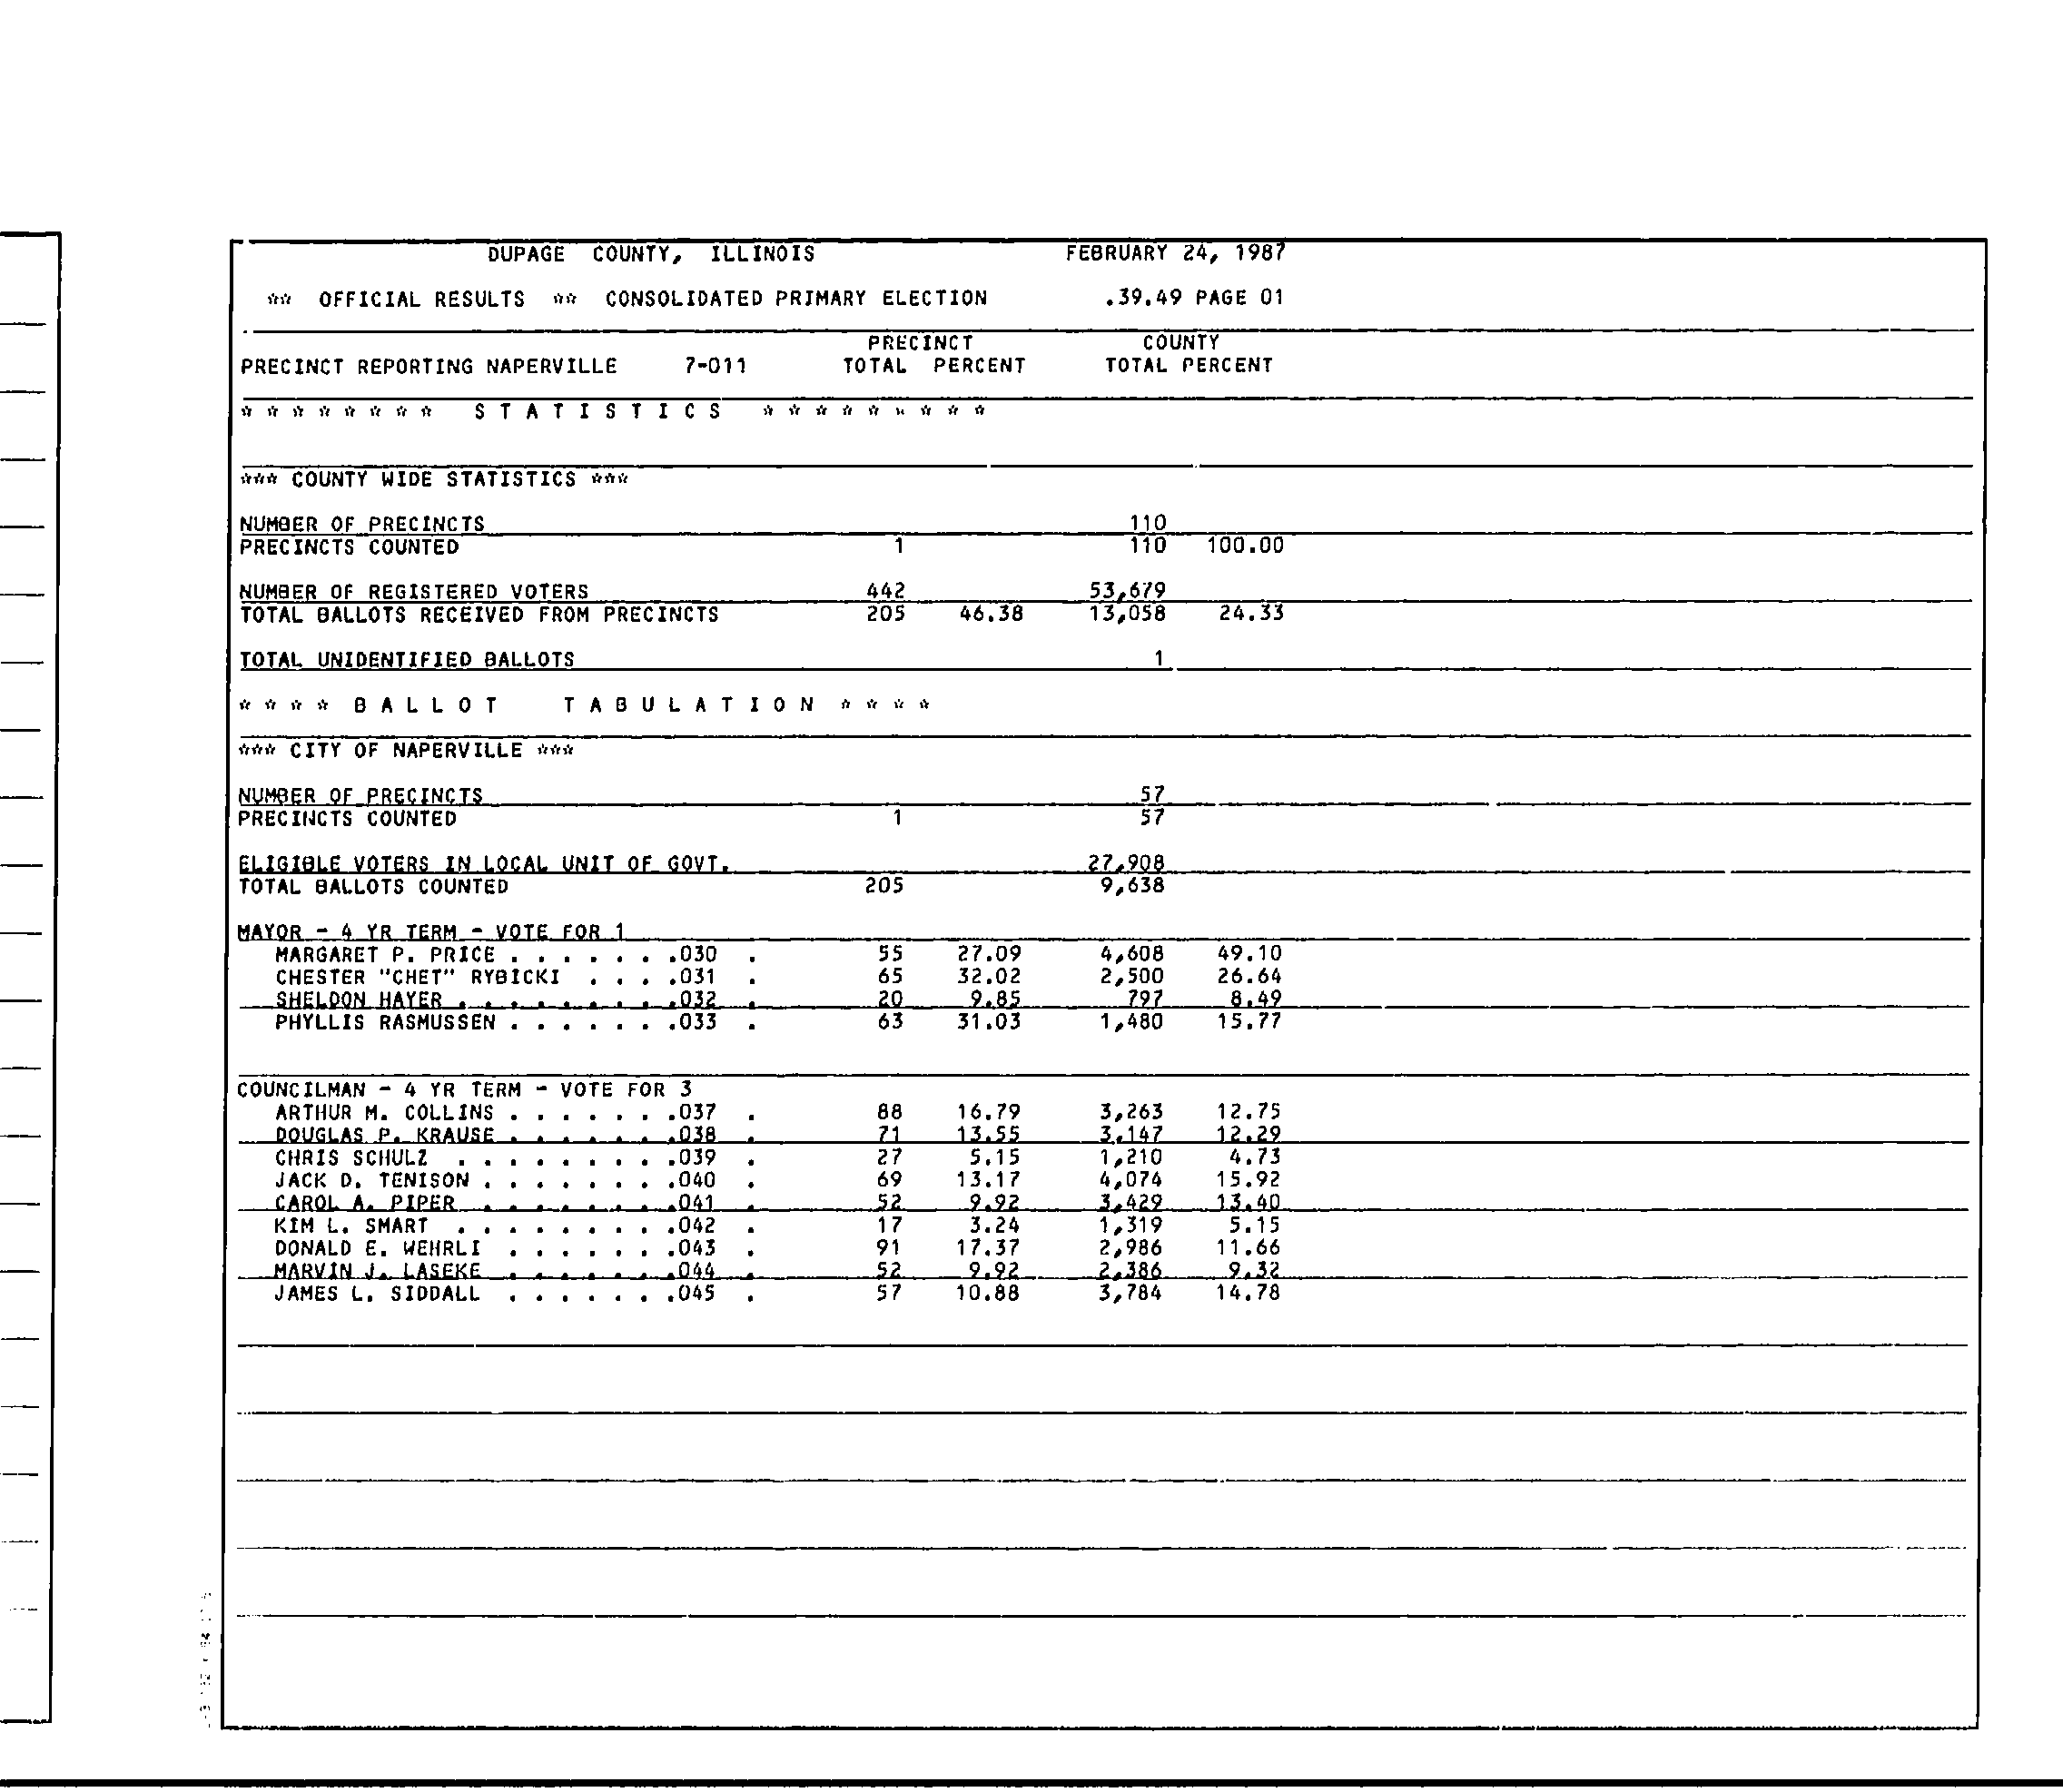 DUPAGE COUNTY, ILLINOIS FEBRUARY 24, 1987
** OFFICIAL RESULTS ** CONSOLIDATED PRIMARY ELECTION .39.49 PAGE 01
PRECINCT COUNTY
PRECINCT REPORTING NAPERVILLE 7-011 TOTAL PERCENT TOTAL PERCENT
* * * * * * * * S T A T I S T I C S * * * * * * * * *
*** COUNTY WIDE STATISTICS ***
NUMBER OF PRECINCTS 110
PRECINCTS COUNTED 1 110 100.00
NUMBER OF REGISTERED VOTERS 442 53,679
TOTAL BALLOTS RECEIVED FROM PRECINCTS 205 46.38 13,058 24.33
TOTAL UNIDENTIFIED BALLOTS 1
* * * * B A L L O T T A B U L A T I O N * * * *
*** CITY OF NAPERVILLE ***
NUMBER OF PRECINCTS 57
PRECINCTS COUNTED 1 57
ELIGIBLE VOTERS IN LOCAL UNIT OF GOVT. 27,908
TOTAL BALLOTS COUNTED 205 9,638
MAYOR - 4 YR TERM - VOTE FOR 1
MARGARET P. PRICE . . . . . . .030 . 55 27.09 4,608 49.10
CHESTER "CHET" RYBICKI . . . .031 . 65 32.02 2,500 26.64
SHELDON HAYER . . . . . . . . .032 . 20 9.85 797 8.49
PHYLLIS RASMUSSEN . . . . . . .033 . 63 31.03 1,480 15.77
COUNCILMAN - 4 YR TERM - VOTE FOR 3
ARTHUR M. COLLINS . . . . . . .037 . 88 16.79 3,263 12.75
DOUGLAS P. KRAUSE . . . . . . .038 . 71 13.55 3,147 12.29
CHRIS SCHULZ . . . . . . . . .039 . 27 5.15 1,210 4.73
JACK D. TENISON . . . . . . . .040 . 69 13.17 4,074 15.92
CAROL A. PIPER . . . . . . . .041 . 52 9.92 3,429 13.40
KIM L. SMART . . . . . . . . .042 . 17 3.24 1,319 5.15
DONALD E. WEHRLI . . . . . . .043 . 91 17.37 2,986 11.66
MARVIN J. LASEKE . . . . . . .044 . 52 9.92 2,386 9.32
JAMES L. SIDDALL . . . . . . .045 . 57 10.88 3,784 14.78